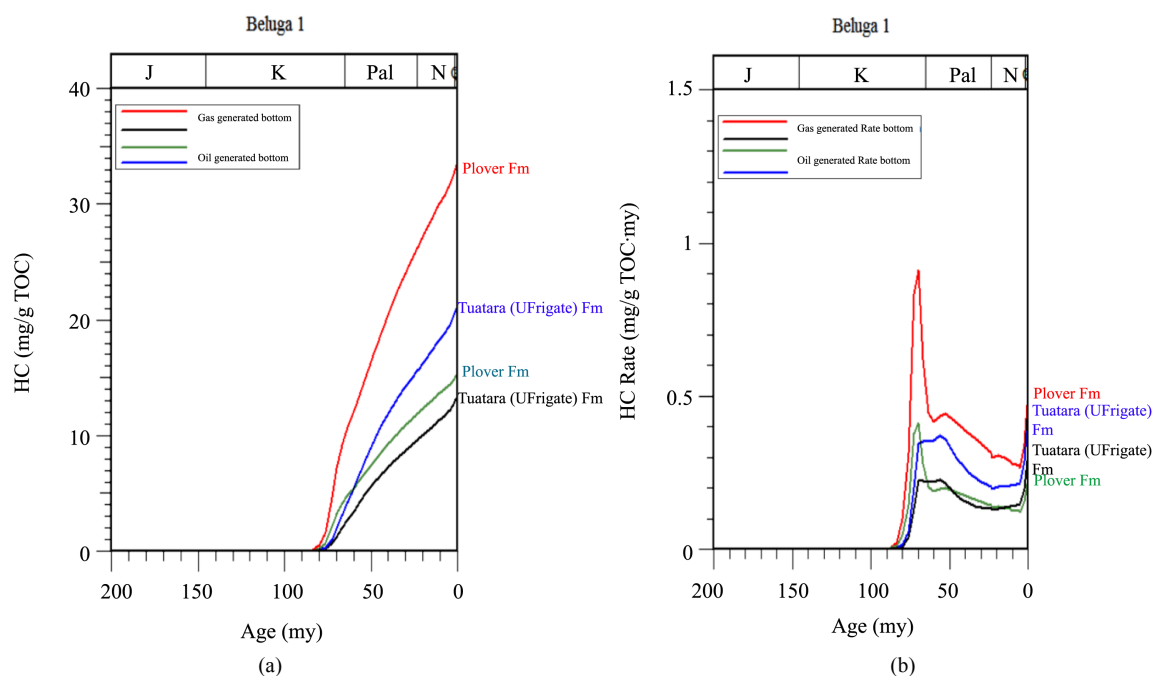 Beluga 1
J K Pal N
40
30
20
10
0
HC (mg/g TOC)
Gas generated bottom
Oil generated bottom
Plover Fm
Tuatara (UFrigate) Fm
Plover Fm
Tuatara (UFrigate) Fm
200 150 100 50 0
Age (my)
(a)
Beluga 1
J K Pal N
1.5
1
0.5
0
HC Rate (mg/g TOC·my)
Gas generated Rate bottom
Oil generated Rate bottom
Plover Fm
Tuatara (UFrigate)
Fm
Tuatara (UFrigate)
Fm
Plover Fm
200 150 100 50 0
Age (my)
(b)